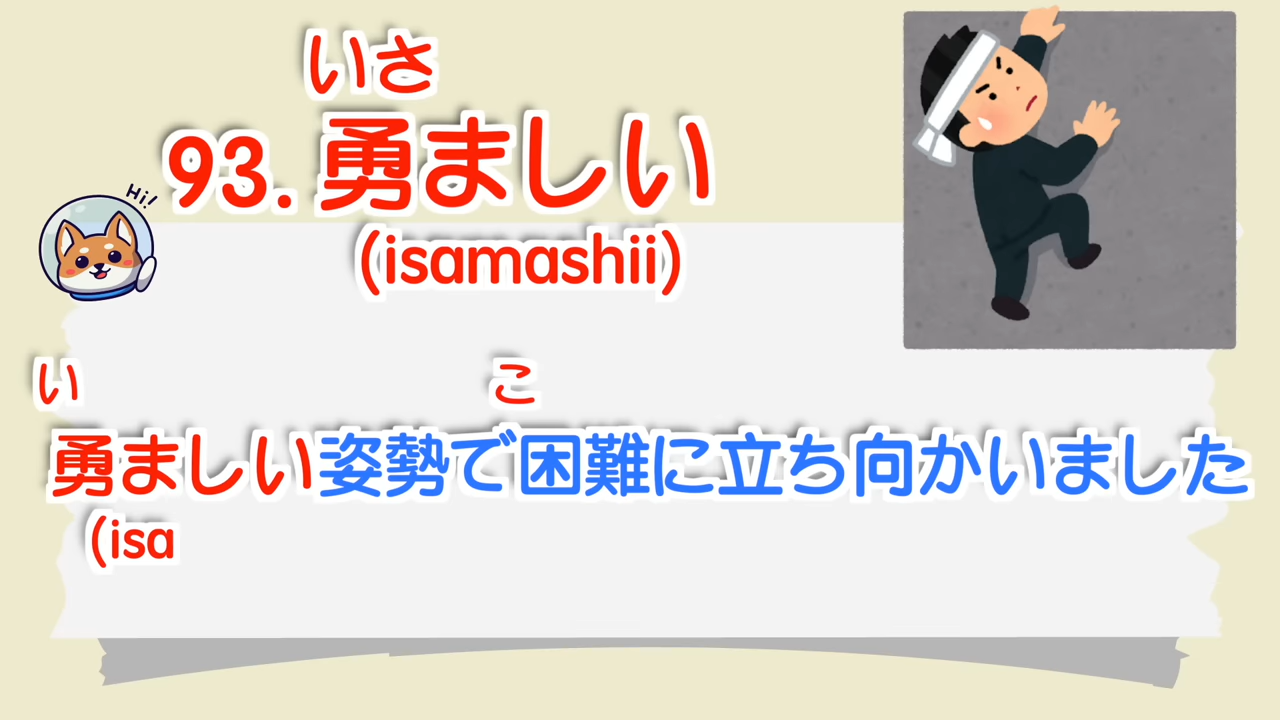 いさ
93. 勇ましい
(isamashii)
Hi!
い こ
勇ましい姿勢で困難に立ち向かいました
(isa